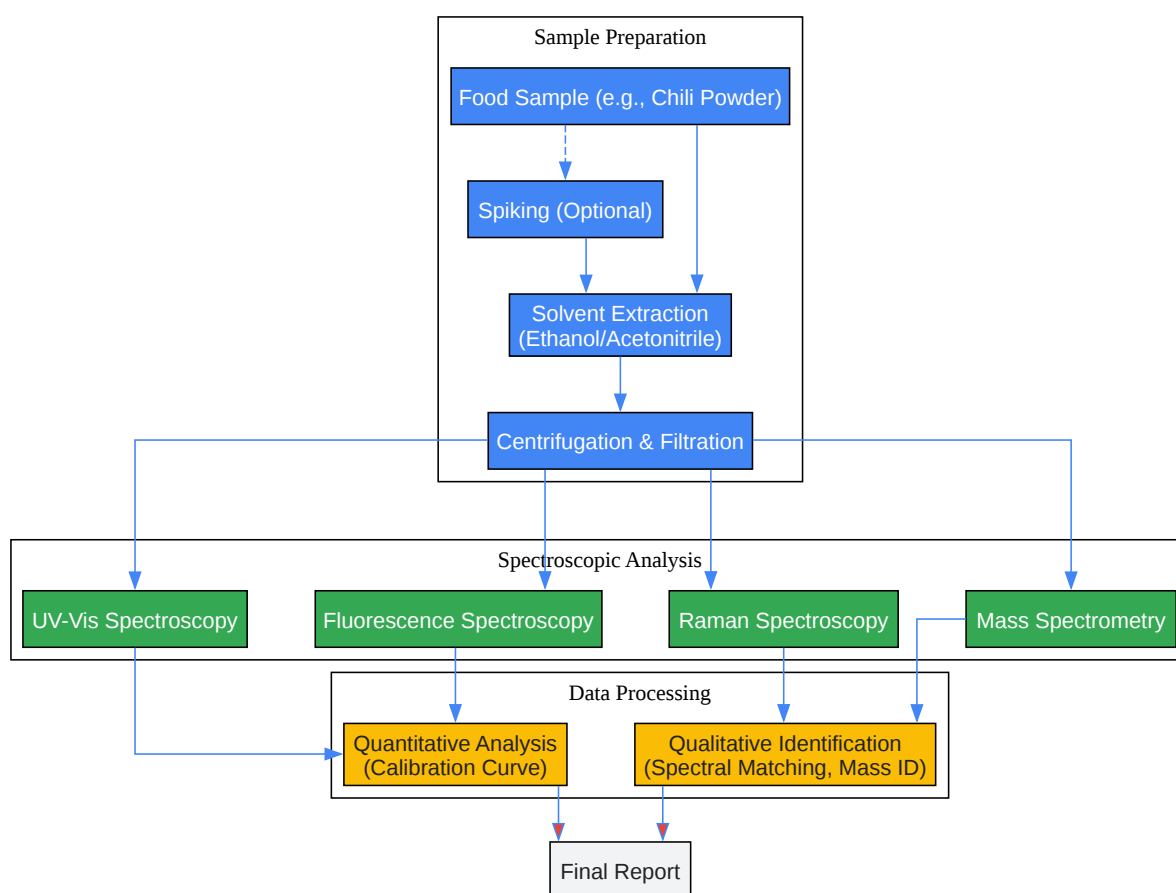 Sample Preparation
Food Sample (e.g., Chili Powder)
Spiking (Optional)
Solvent Extraction
(Ethanol/Acetonitrile)
Centrifugation & Filtration
Spectroscopic Analysis
UV-Vis Spectroscopy
Fluorescence Spectroscopy
Raman Spectroscopy
Mass Spectrometry
Data Processing
Quantitative Analysis
(Calibration Curve)
Qualitative Identification
(Spectral Matching, Mass ID)
Final Report